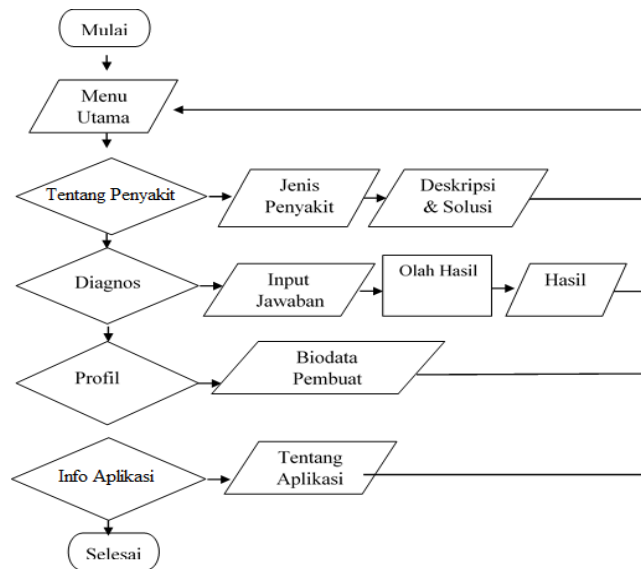 Mulai
Menu
Utama
Tentang Penyakit
Jenis
Penyakit
Deskripsi
& Solusi
Diagnos
Input
Jawaban
Olah Hasil
Hasil
Profil
Biodata
Pembuat
Info Aplikasi
Tentang
Aplikasi
Selesai